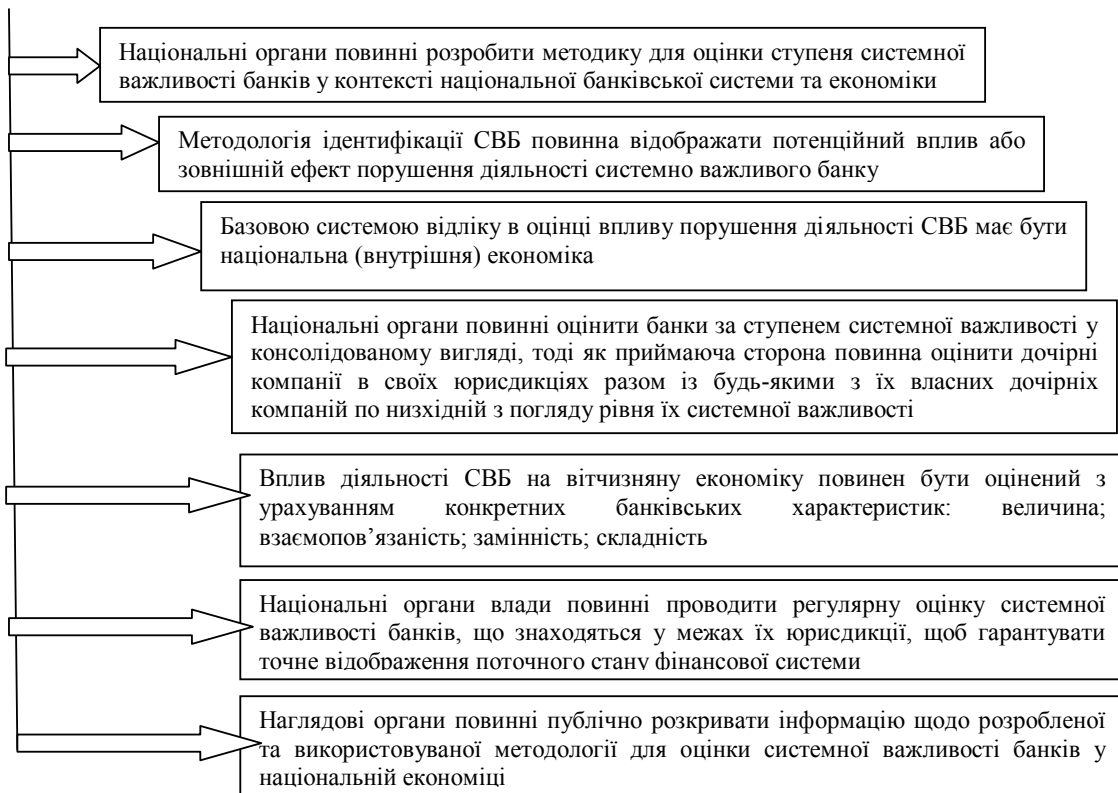 Національні органи повинні розробити методику для оцінки ступеня системної
важливості банків у контексті національної банківської системи та економіки
Методологія ідентифікації СВБ повинна відображати потенційний вплив або
зовнішній ефект порушення діяльності системно важливого банку
Базовою системою відліку в оцінці впливу порушення діяльності СВБ має бути
національна (внутрішня) економіка
Національні органи повинні оцінити банки за ступенем системної важливості у
консолідованому вигляді, тоді як приймаюча сторона повинна оцінити дочірні
компанії в своїх юрисдикціях разом із будь-якими з їх власних дочірніх
компаній по низхідній з погляду рівня їх системної важливості
Вплив діяльності СВБ на вітчизняну економіку повинен бути оцінений з
урахуванням конкретних банківських характеристик: величина;
взаємопов’язаність; замінність; складність
Національні органи влади повинні проводити регулярну оцінку системної
важливості банків, що знаходяться у межах їх юрисдикції, щоб гарантувати
точне відображення поточного стану фінансової системи
Наглядові органи повинні публічно розкривати інформацію щодо розробленої
та використовуваної методології для оцінки системної важливості банків у
національній економіці